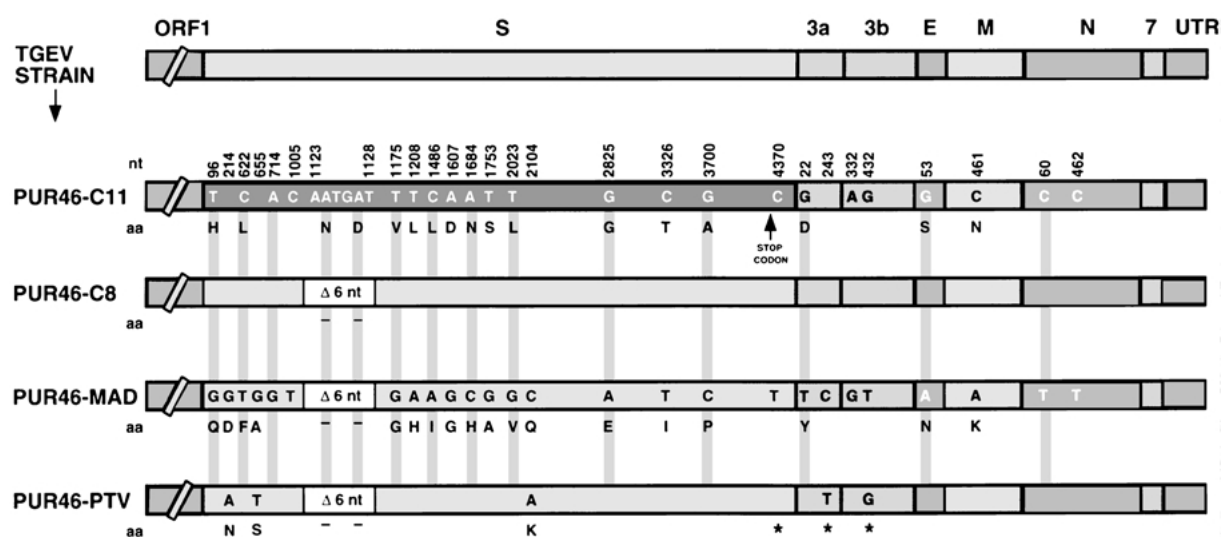 ORF1 S 3a 3b E M N 7 UTR
TGEV
STRAIN
nt 96 214 622 655 714 1005 1123 1128 1175 1208 1486 1607 1684 1753 2023 2104 2825 3326 3700 4370 22 243 332 432 53 461 60 462
PUR46-C11 T C A C AATGAT T T C A A T T G C G C G A G G C C C
aa H L N D V L L D N S L G T A D S N
STOP
CODON
PUR46-C8 Δ 6 nt
aa – –
PUR46-MAD G G T G G T Δ 6 nt G A A G C G G C A T C T T C G T A A T T
aa Q D F A – – G H I G H A V Q E I P Y N K
PUR46-PTV A T Δ 6 nt A T G
aa N S – – K * * *